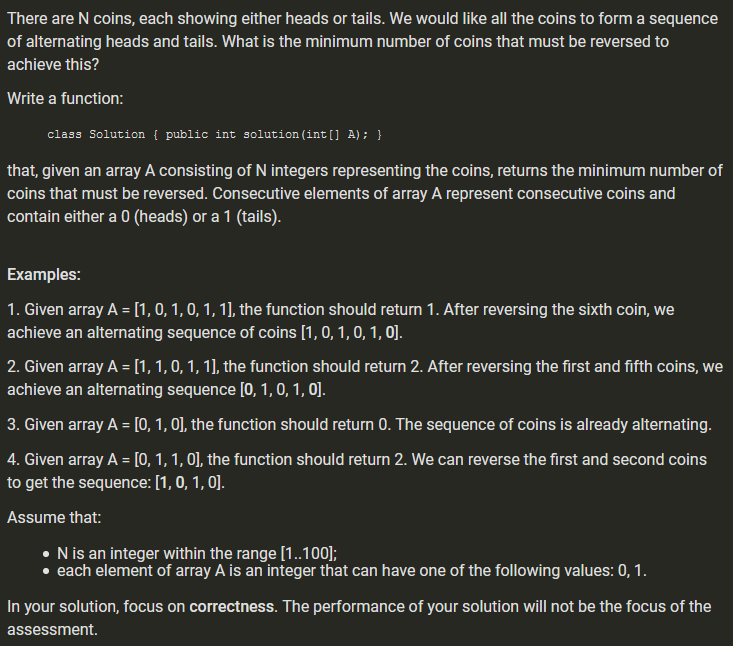 There are N coins, each showing either heads or tails. We would like all the coins to form a sequence
of alternating heads and tails. What is the minimum number of coins that must be reversed to
achieve this?
Write a function:
class Solution { public int solution(int[] A); }
that, given an array A consisting of N integers representing the coins, returns the minimum number of
coins that must be reversed. Consecutive elements of array A represent consecutive coins and
contain either a 0 (heads) or a 1 (tails).
Examples:
1. Given array A = [1, 0, 1, 0, 1, 1], the function should return 1. After reversing the sixth coin, we
achieve an alternating sequence of coins [1, 0, 1, 0, 1, 0].
2. Given array A = [1, 1, 0, 1, 1], the function should return 2. After reversing the first and fifth coins, we
achieve an alternating sequence [0, 1, 0, 1, 0].
3. Given array A = [0, 1, 0], the function should return 0. The sequence of coins is already alternating.
4. Given array A = [0, 1, 1, 0], the function should return 2. We can reverse the first and second coins
to get the sequence: [1, 0, 1, 0].
Assume that:
• N is an integer within the range [1..100];
• each element of array A is an integer that can have one of the following values: 0, 1.
In your solution, focus on correctness. The performance of your solution will not be the focus of the
assessment.